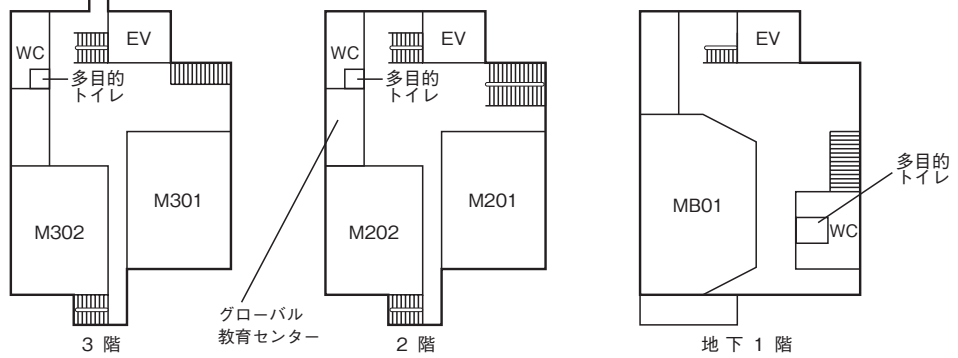 WC
EV
多目的
トイレ
M301
M302
3 階
WC
EV
多目的
トイレ
M201
M202
グローバル
教育センター
2 階
EV
MB01
多目的
トイレ
WC
地 下 1 階